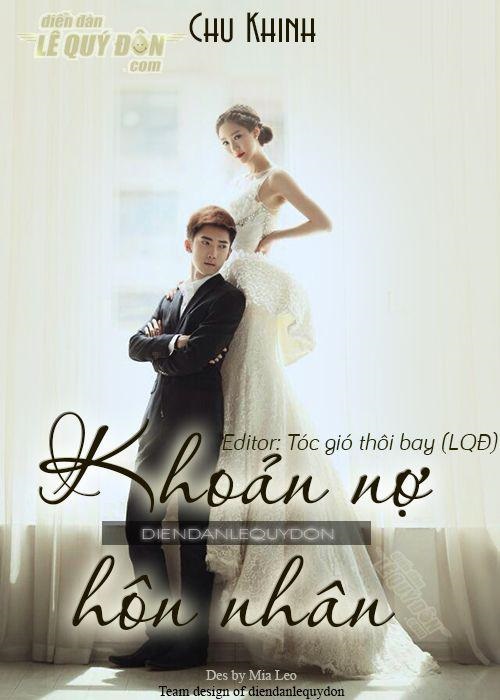 diễn đàn
LÊ QUÝ ĐÔN
.com
CHU KHINH
Editor: Tóc gió thôi bay (LQĐ)
Khoản nợ
DIENDANLEQUYDON
hôn nhân
Des by Mia Leo
Team design of diendanlequydon